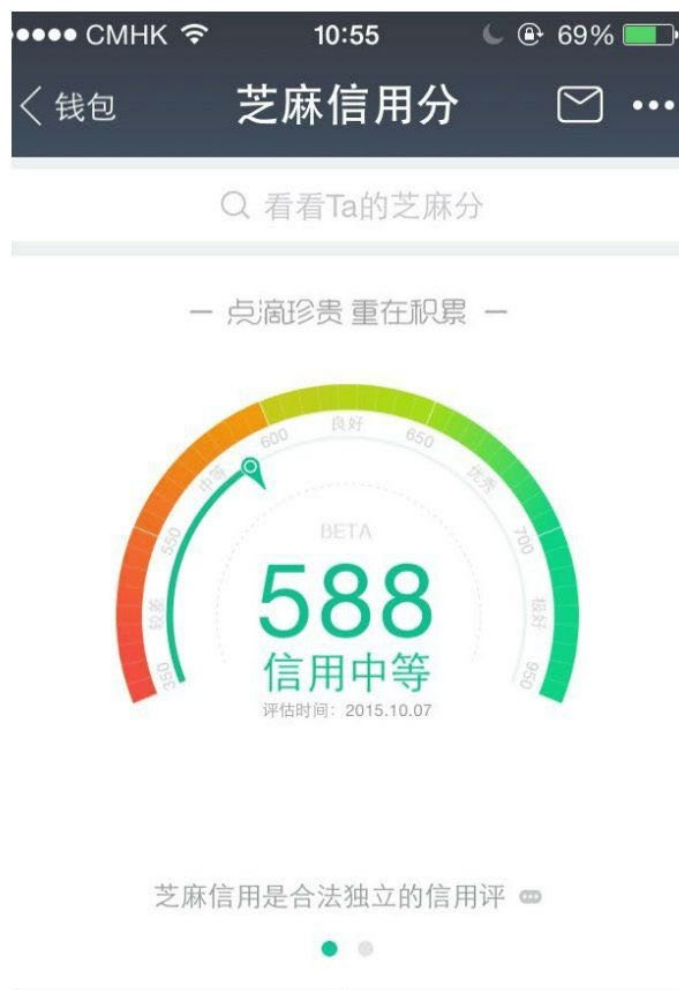 CMHK 10:55 69%
钱包 芝麻信用分
看看Ta的芝麻分
点滴珍贵 重在积累
350 较差 550 中等 600 良好 650 优秀 700 极好 950
BETA
588
信用中等
评估时间：2015.10.07
芝麻信用是合法独立的信用评